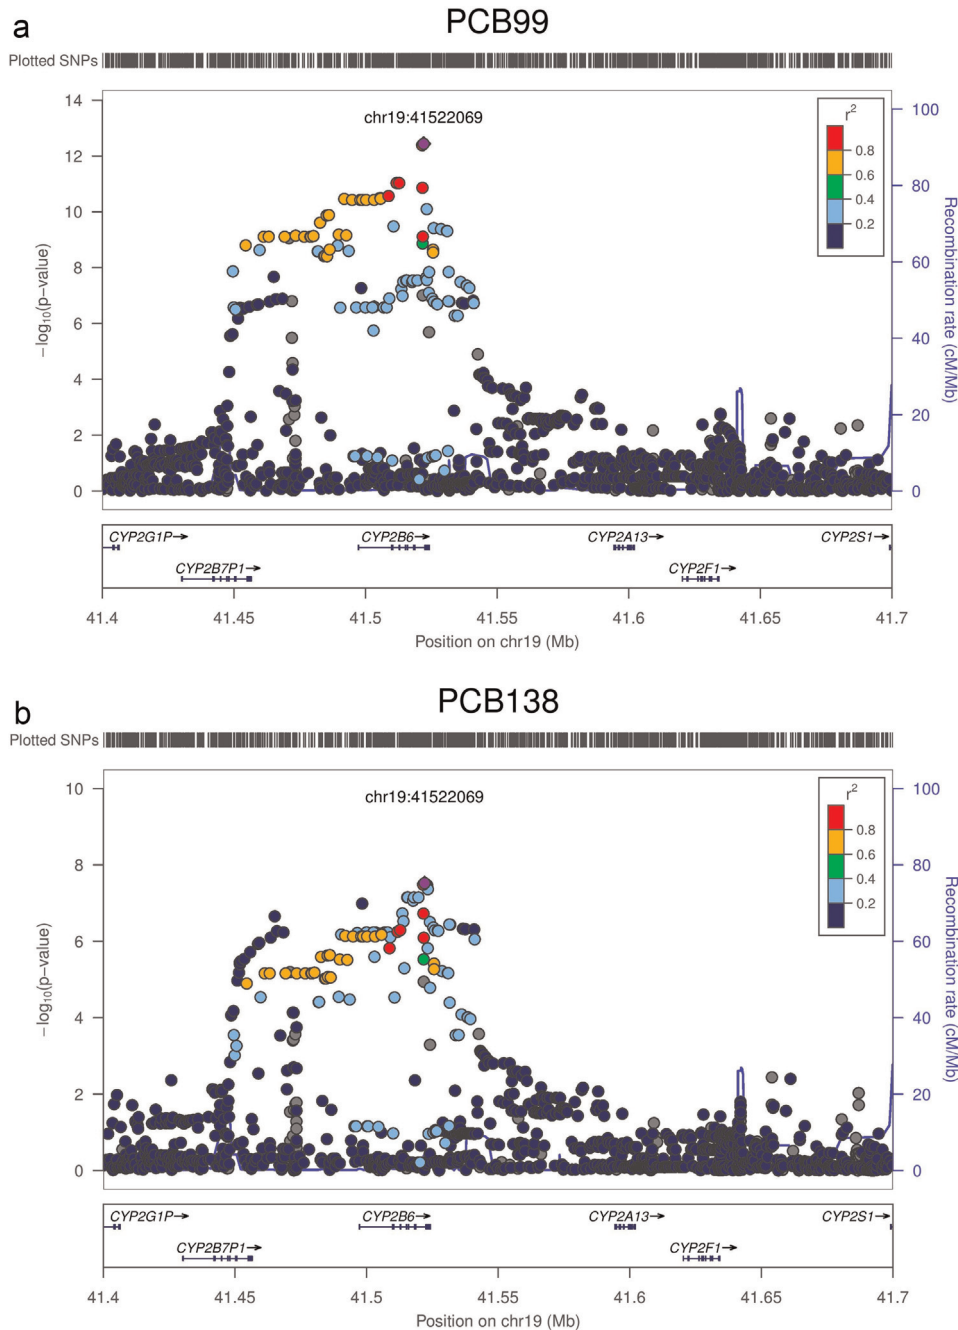 a
PCB99
Plotted SNPs
chr19:41522069
r2
0.8
0.6
0.4
0.2
14
12
10
8
6
4
2
0
−log10(p−value)
100
80
60
40
20
0
Recombination rate (cM/Mb)
CYP2G1P→ CYP2B6→ CYP2A13→ CYP2S1→
CYP2B7P1→ CYP2F1→
41.4 41.45 41.5 41.55 41.6 41.65 41.7
Position on chr19 (Mb)
b
PCB138
Plotted SNPs
chr19:41522069
r2
0.8
0.6
0.4
0.2
10
8
6
4
2
0
−log10(p−value)
100
80
60
40
20
0
Recombination rate (cM/Mb)
CYP2G1P→ CYP2B6→ CYP2A13→ CYP2S1→
CYP2B7P1→ CYP2F1→
41.4 41.45 41.5 41.55 41.6 41.65 41.7
Position on chr19 (Mb)